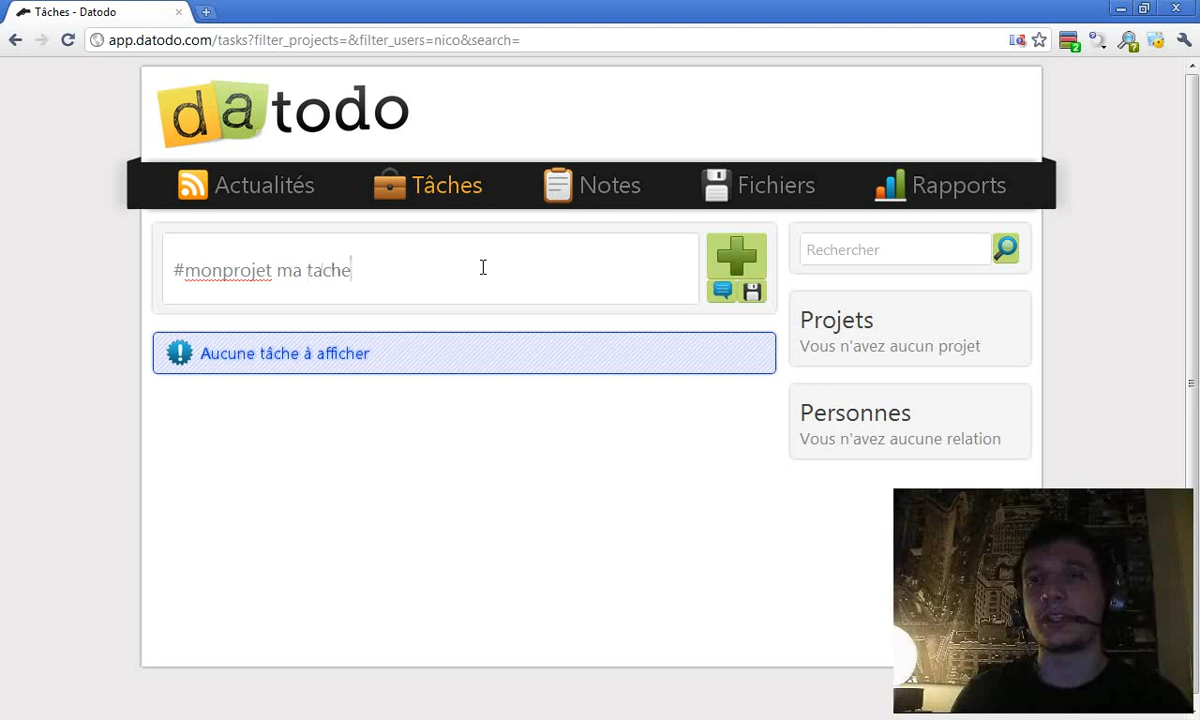 Tâches - Datodo
app.datodo.com/tasks?filter_projects=&filter_users=nico&search=
2
?
datodo
Actualités
Tâches
Notes
Fichiers
Rapports
#monprojet ma tache
Rechercher
Aucune tâche à afficher
Projets
Vous n'avez aucun projet
Personnes
Vous n'avez aucune relation